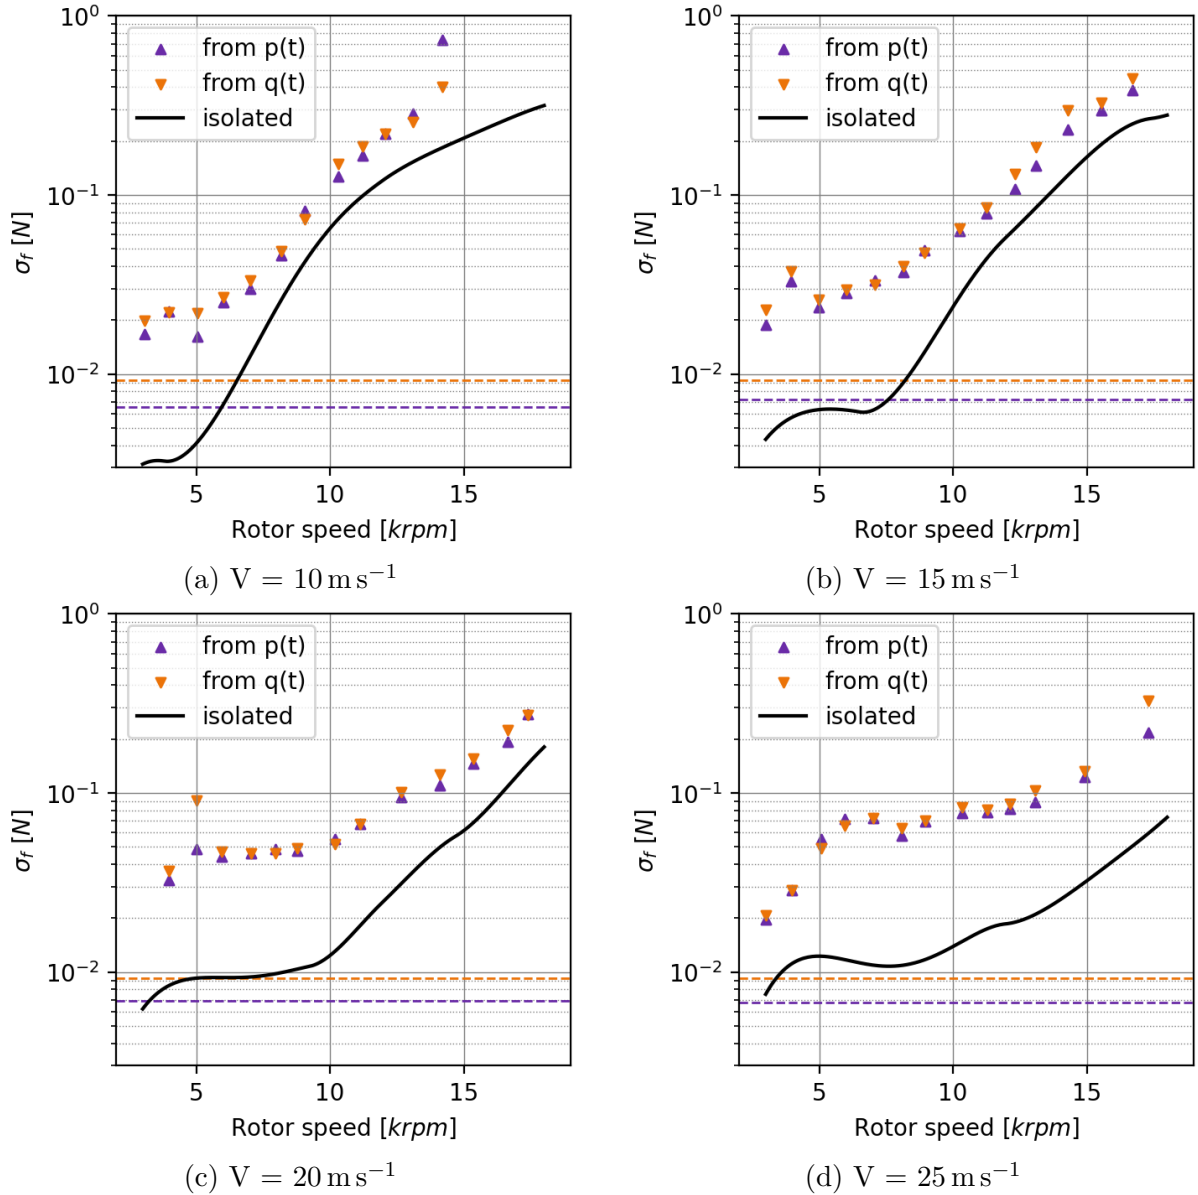 10⁰
10⁻¹
10⁻²
σ_f [N]
from p(t)
from q(t)
isolated
5 10 15
Rotor speed [krpm]
(a) V = 10 m s⁻¹
10⁰
10⁻¹
10⁻²
σ_f [N]
from p(t)
from q(t)
isolated
5 10 15
Rotor speed [krpm]
(b) V = 15 m s⁻¹
10⁰
10⁻¹
10⁻²
σ_f [N]
from p(t)
from q(t)
isolated
5 10 15
Rotor speed [krpm]
(c) V = 20 m s⁻¹
10⁰
10⁻¹
10⁻²
σ_f [N]
from p(t)
from q(t)
isolated
5 10 15
Rotor speed [krpm]
(d) V = 25 m s⁻¹